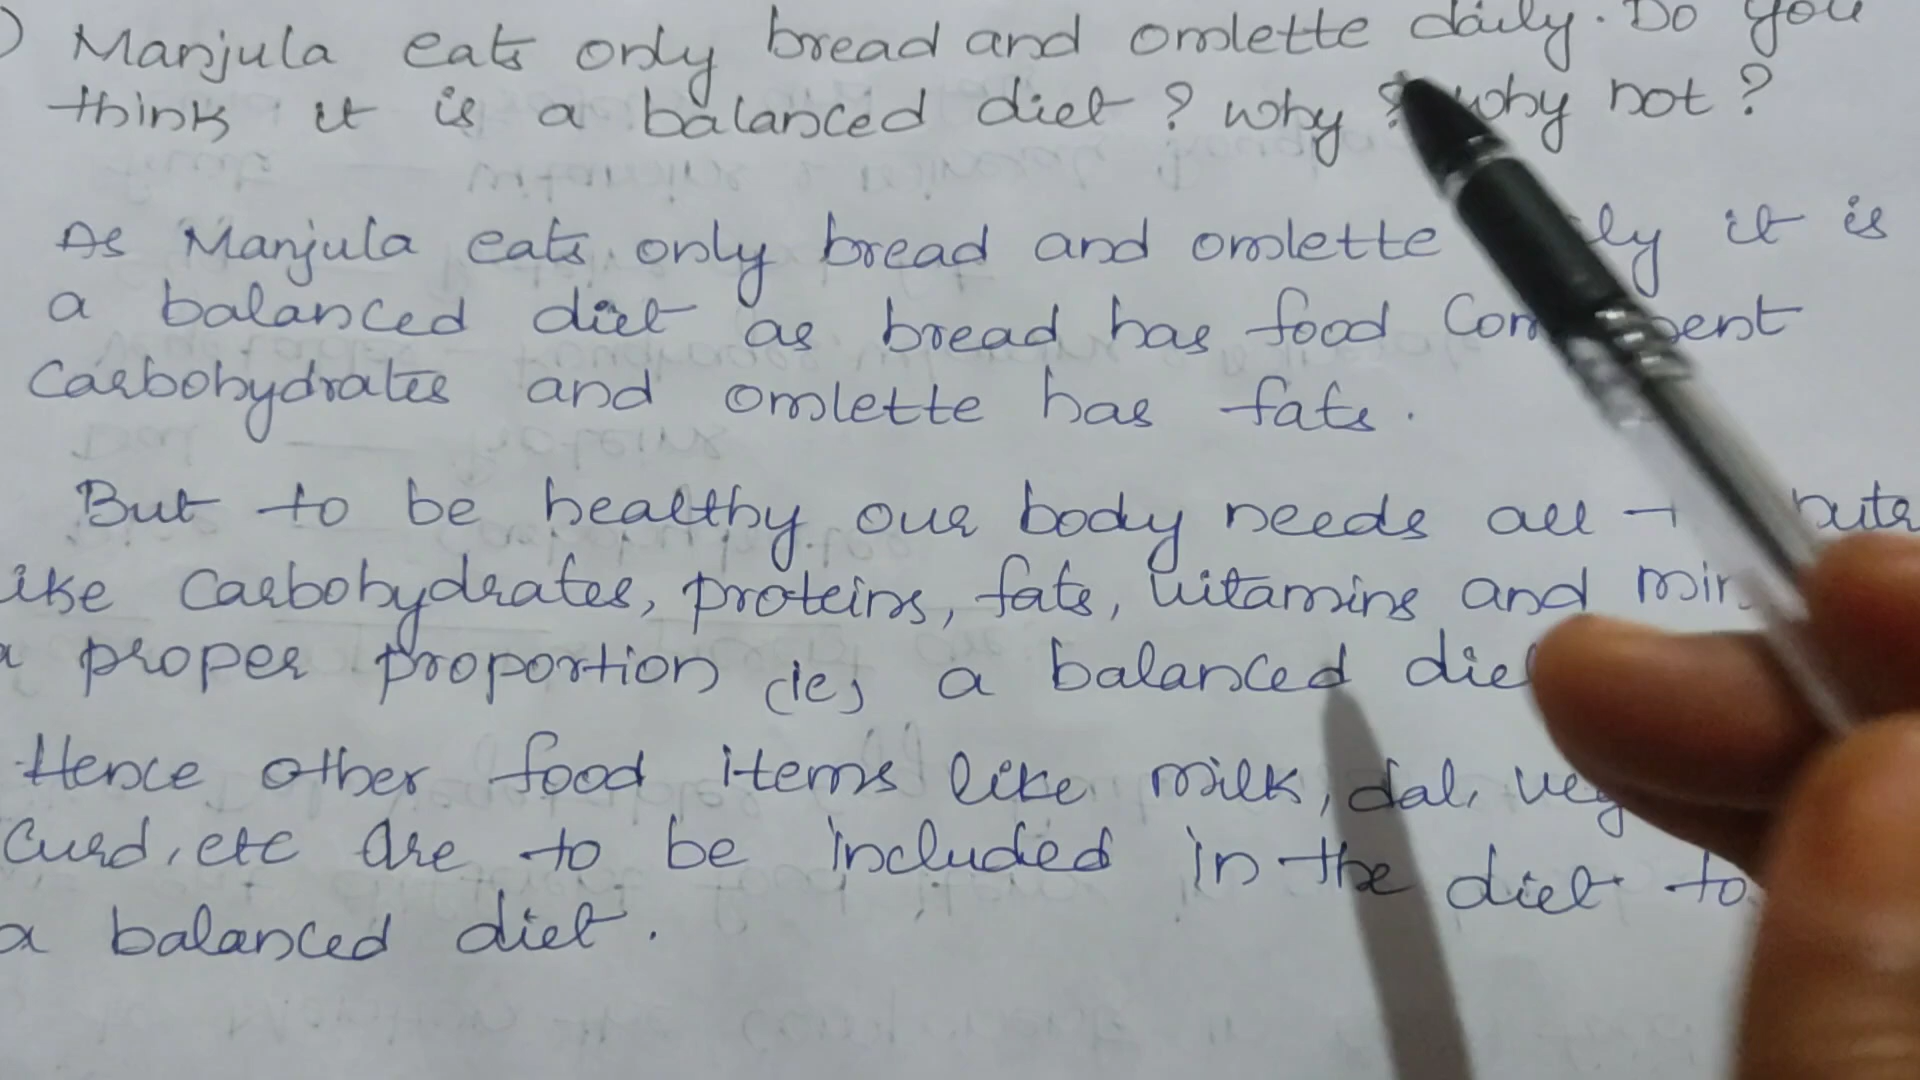 ) Manjula eats only bread and omlette daily. Do you
think it is a balanced diet? why? why not?
As Manjula eats only bread and omlette it is
a balanced diet as bread has food
Carbohydrates and omlette has fats.
But to be healthy our body needs all
like Carbohydrates, proteins, fats, vitamins and
a proper proportion (ie) a balanced
Hence other food items like milk, dal,
Curd, etc are to be included in the diet to
a balanced diet.